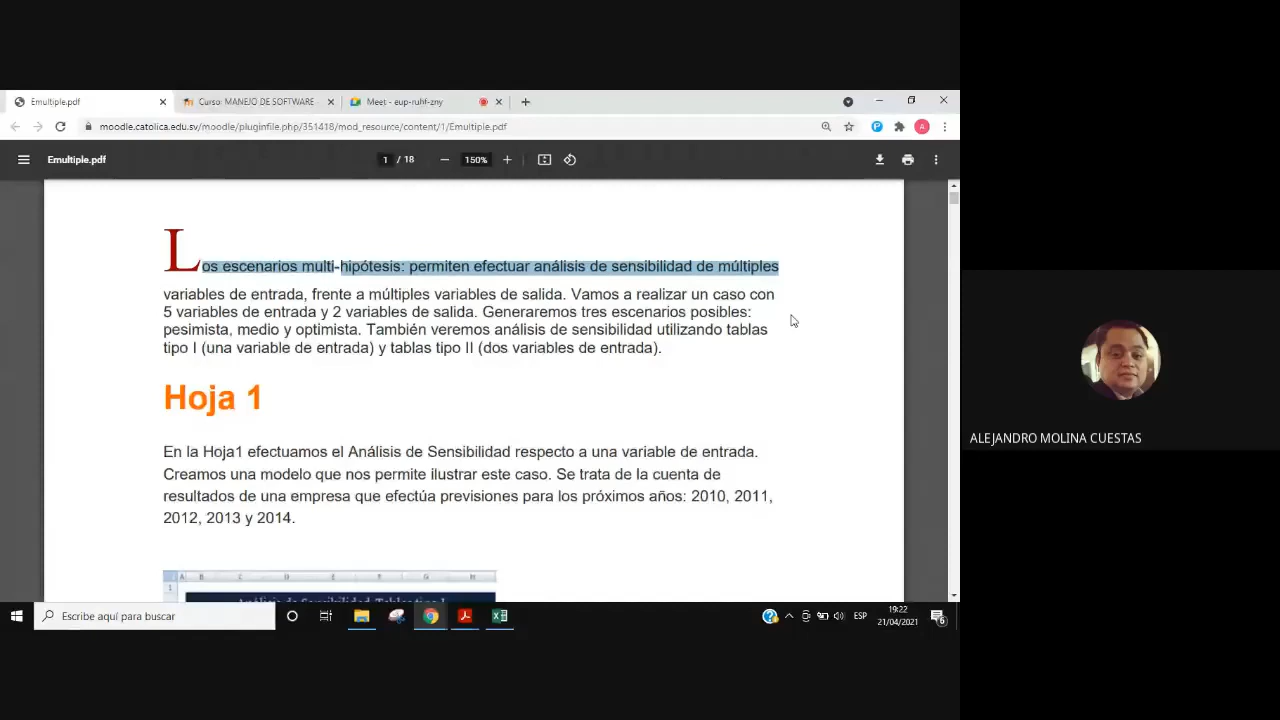 Emultiple.pdf
Curso: MANEJO DE SOFTWARE
Meet - eup-ruhf-zny
moodle.catolica.edu.sv/moodle/pluginfile.php/351418/mod_resource/content/1/Emultiple.pdf
Emultiple.pdf
1 / 18
150%
Los escenarios multi-hipótesis: permiten efectuar análisis de sensibilidad de múltiples
variables de entrada, frente a múltiples variables de salida. Vamos a realizar un caso con
5 variables de entrada y 2 variables de salida. Generaremos tres escenarios posibles:
pesimista, medio y optimista. También veremos análisis de sensibilidad utilizando tablas
tipo I (una variable de entrada) y tablas tipo II (dos variables de entrada).
Hoja 1
En la Hoja1 efectuamos el Análisis de Sensibilidad respecto a una variable de entrada.
Creamos una modelo que nos permite ilustrar este caso. Se trata de la cuenta de
resultados de una empresa que efectúa previsiones para los próximos años: 2010, 2011,
2012, 2013 y 2014.
Análisis de Sensibilidad. Tablas tipo I
ALEJANDRO MOLINA CUESTAS
Escribe aquí para buscar
ESP
19:22
21/04/2021
6